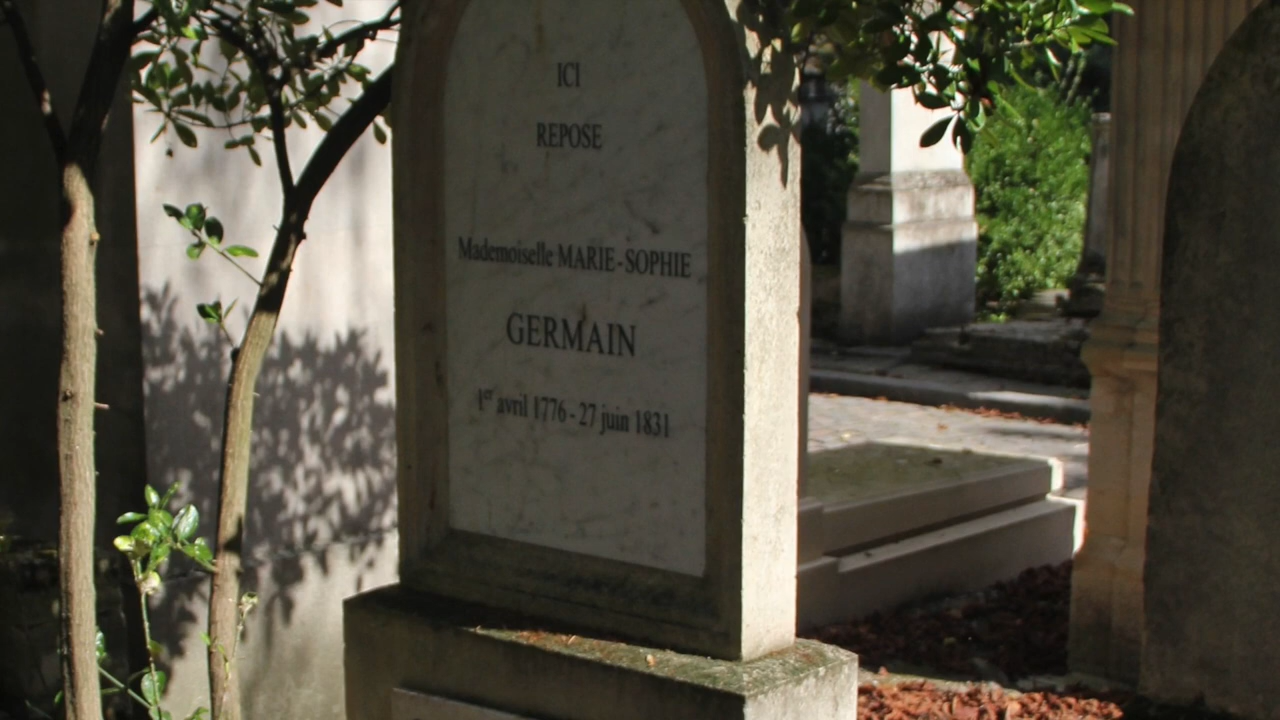 ICI
REPOSE
Mademoiselle MARIE-SOPHIE
GERMAIN
1er avril 1776 - 27 juin 1831